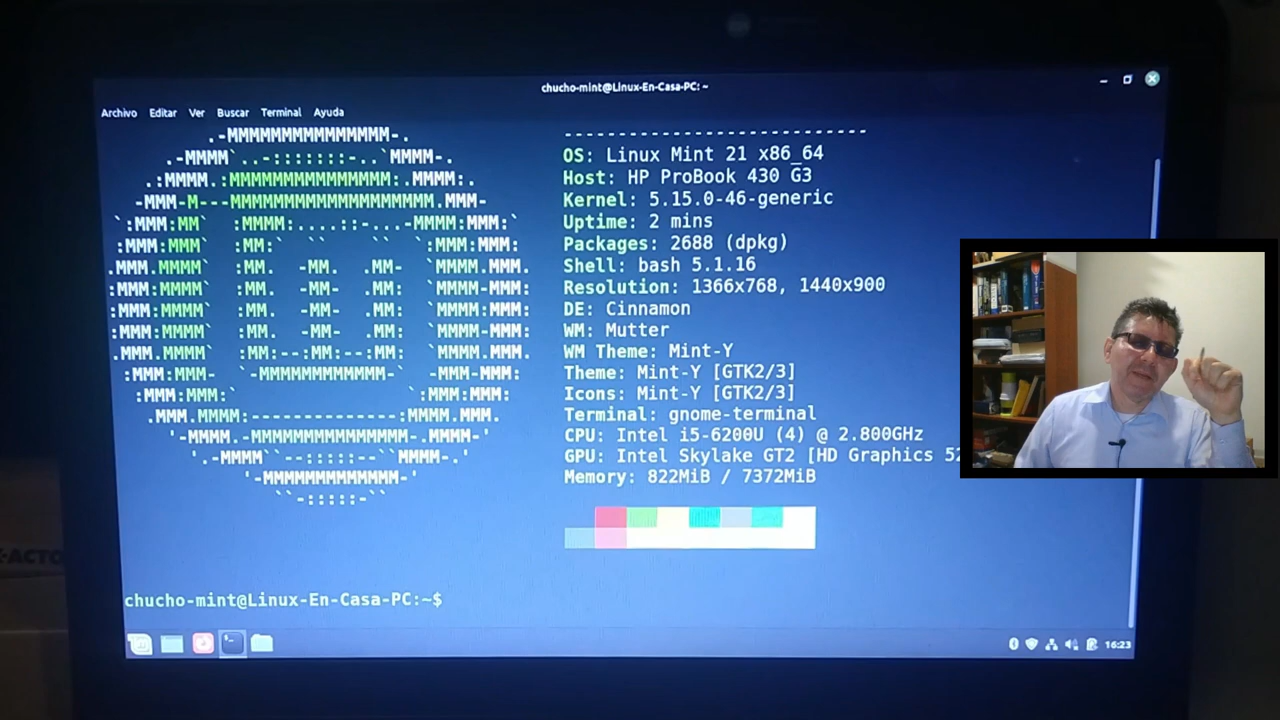 chucho-mint@Linux-En-Casa-PC: ~
Archivo Editar Ver Buscar Terminal Ayuda
---------------------------
OS: Linux Mint 21 x86_64
Host: HP ProBook 430 G3
Kernel: 5.15.0-46-generic
Uptime: 2 mins
Packages: 2688 (dpkg)
Shell: bash 5.1.16
Resolution: 1366x768, 1440x900
DE: Cinnamon
WM: Mutter
WM Theme: Mint-Y
Theme: Mint-Y [GTK2/3]
Icons: Mint-Y [GTK2/3]
Terminal: gnome-terminal
CPU: Intel i5-6200U (4) @ 2.800GHz
GPU: Intel Skylake GT2 [HD Graphics 52
Memory: 822MiB / 7372MiB
chucho-mint@Linux-En-Casa-PC:~$
16:23
-ACTO